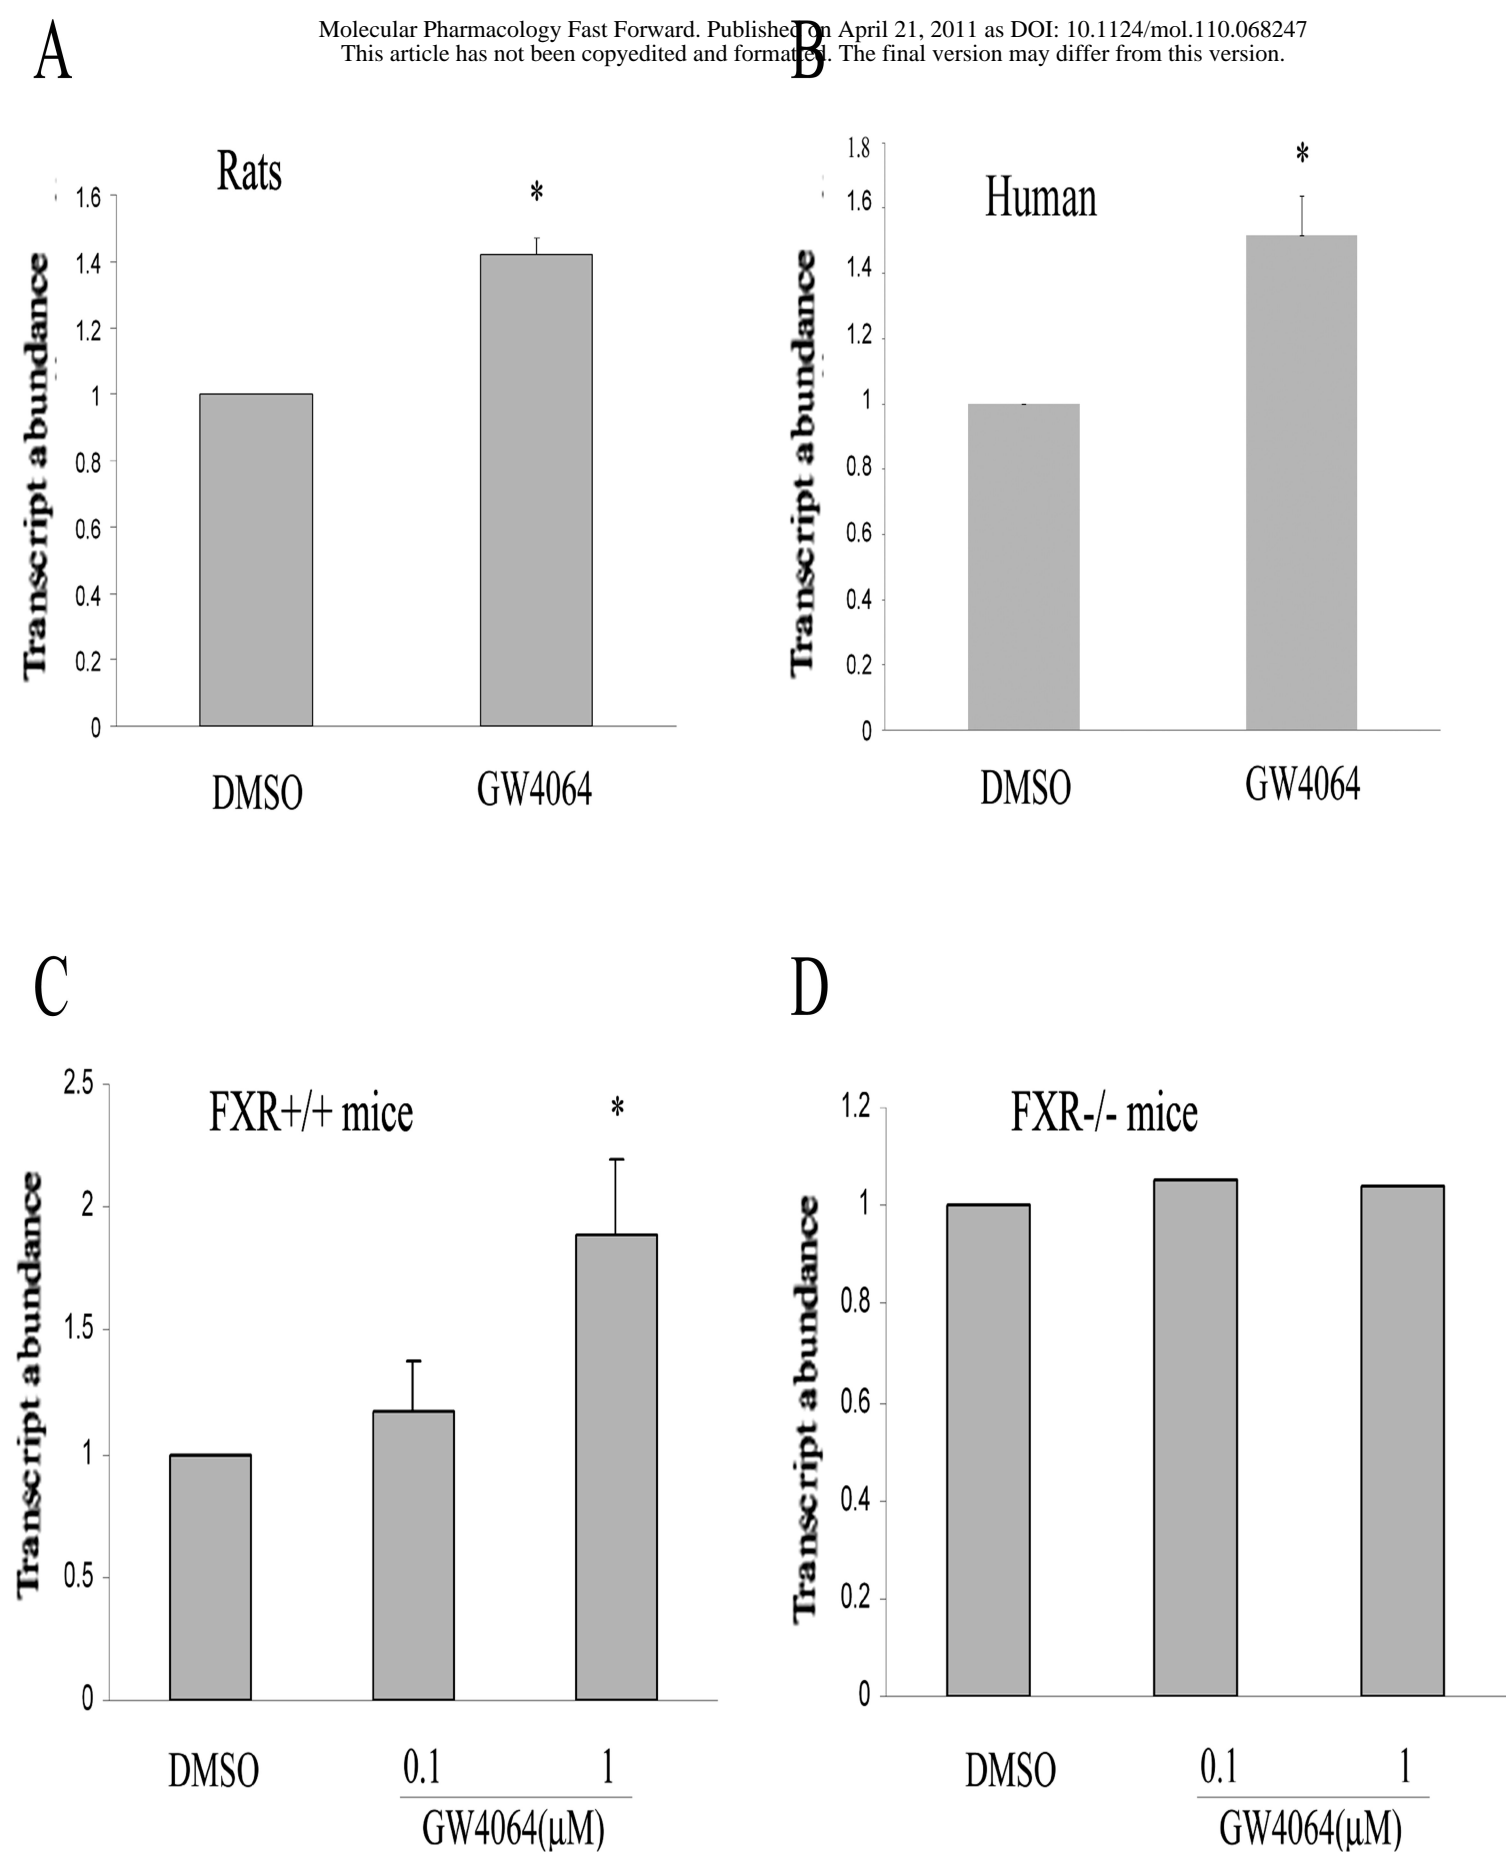 Molecular Pharmacology Fast Forward. Published on April 21, 2011 as DOI: 10.1124/mol.110.068247
This article has not been copyedited and formatted. The final version may differ from this version.
A
Rats
Transcript abundance
1.6
1.4
1.2
1
0.8
0.6
0.4
0.2
0
*
DMSO
GW4064
B
Human
Transcript abundance
1.8
1.6
1.4
1.2
1
0.8
0.6
0.4
0.2
0
*
DMSO
GW4064
C
FXR+/+ mice
Transcript abundance
2.5
2
1.5
1
0.5
0
*
DMSO
0.1
1
GW4064(μM)
D
FXR-/- mice
Transcript abundance
1.2
1
0.8
0.6
0.4
0.2
0
DMSO
0.1
1
GW4064(μM)